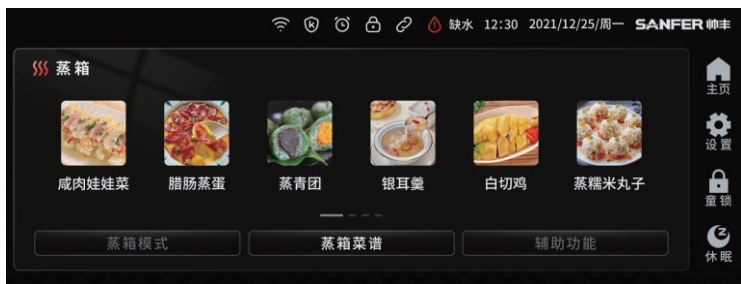 缺水 12:30 2021/12/25/周一 SANFER 帅丰
蒸箱
主页
设置
童锁
休眠
咸肉娃娃菜 腊肠蒸蛋 蒸青团 银耳羹 白切鸡 蒸糯米丸子
蒸箱模式 蒸箱菜谱 辅助功能